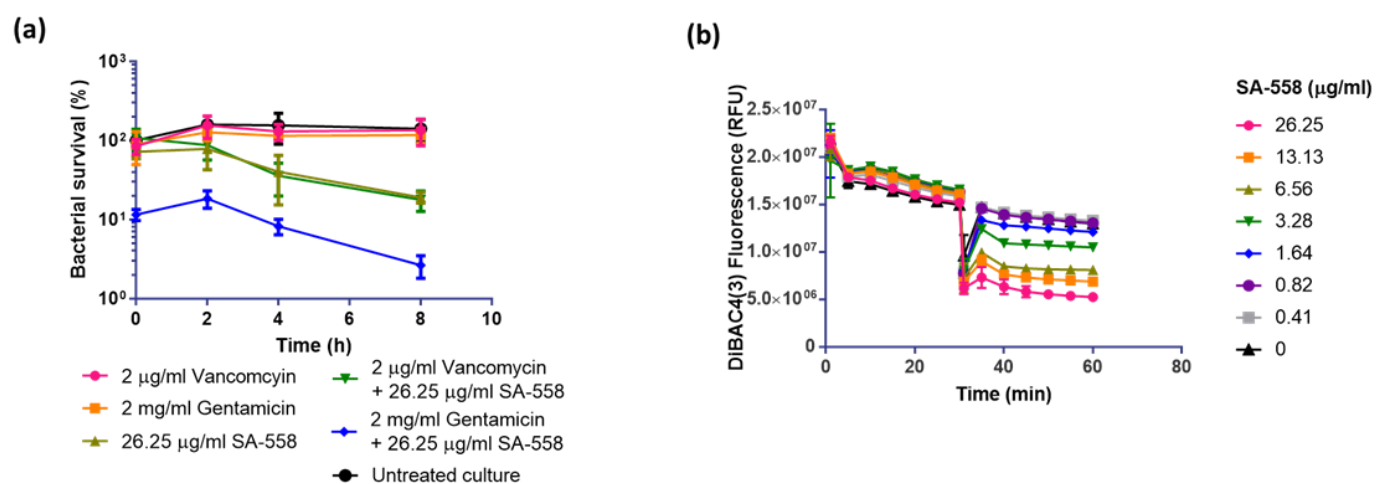 (a)
Bacterial survival (%)
10³
10²
10¹
10⁰
0
2
4
6
8
10
Time (h)
2 μg/ml Vancomcyin
2 mg/ml Gentamicin
26.25 μg/ml SA-558
2 μg/ml Vancomycin
+ 26.25 μg/ml SA-558
2 mg/ml Gentamicin
+ 26.25 μg/ml SA-558
Untreated culture
(b)
DiBAC4(3) Fluorescence (RFU)
2.5×10⁰⁷
2.0×10⁰⁷
1.5×10⁰⁷
1.0×10⁰⁷
5.0×10⁰⁶
0
0
20
40
60
80
Time (min)
SA-558 (μg/ml)
26.25
13.13
6.56
3.28
1.64
0.82
0.41
0